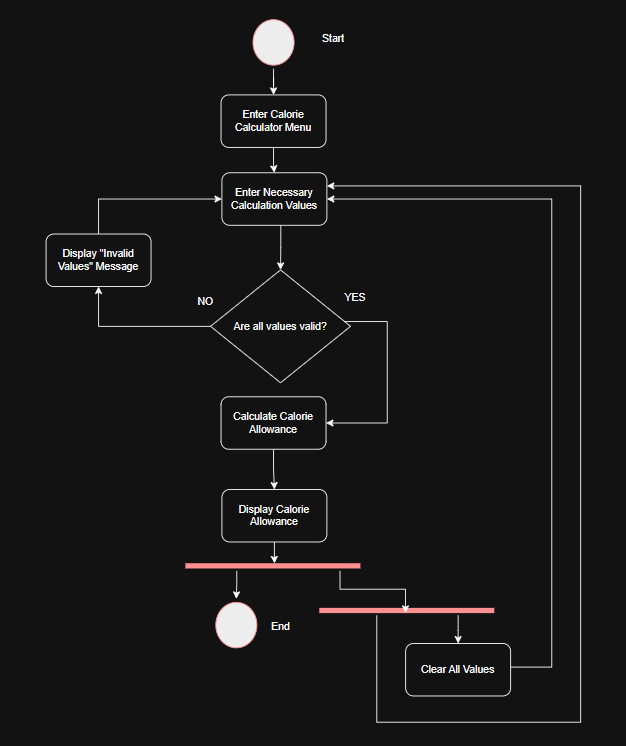 Start
Enter Calorie
Calculator Menu
Enter Necessary
Calculation Values
Display "Invalid
Values" Message
NO
YES
Are all values valid?
Calculate Calorie
Allowance
Display Calorie
Allowance
End
Clear All Values